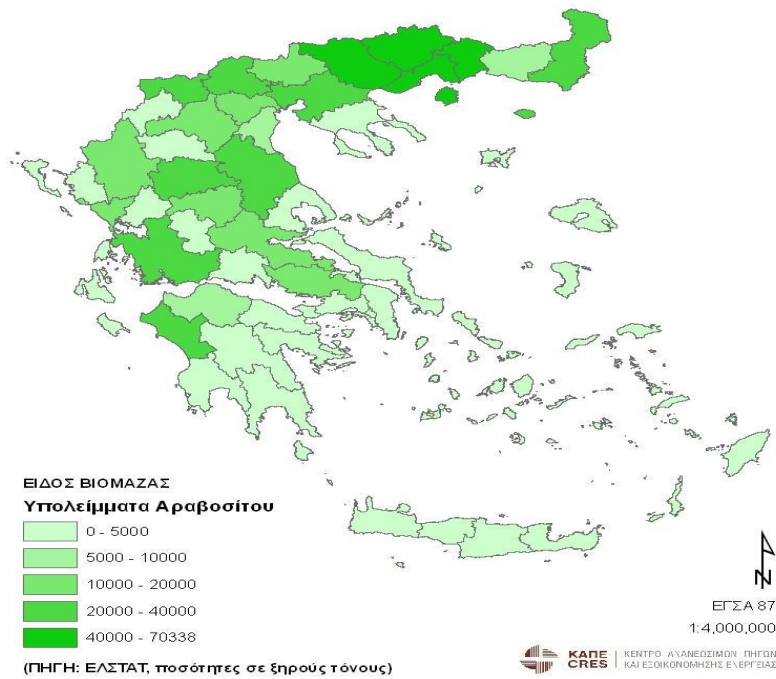 ΕΙΔΟΣ ΒΙΟΜΑΖΑΣ
Υπολείμματα Αραβοσίτου
0 - 5000
5000 - 10000
10000 - 20000
20000 - 40000
40000 - 70338
(ΠΗΓΗ: ΕΛΣΤΑΤ, ποσότητες σε ξηρούς τόνους)
N
ΕΓΣΑ 87
1:4,000,000
ΚΑΠΕ
CRES
ΚΕΝΤΡΟ ΑΝΑΝΕΩΣΙΜΩΝ ΠΗΓΩΝ
ΚΑΙ ΕΞΟΙΚΟΝΟΜΗΣΗΣ ΕΝΕΡΓΕΙΑΣ